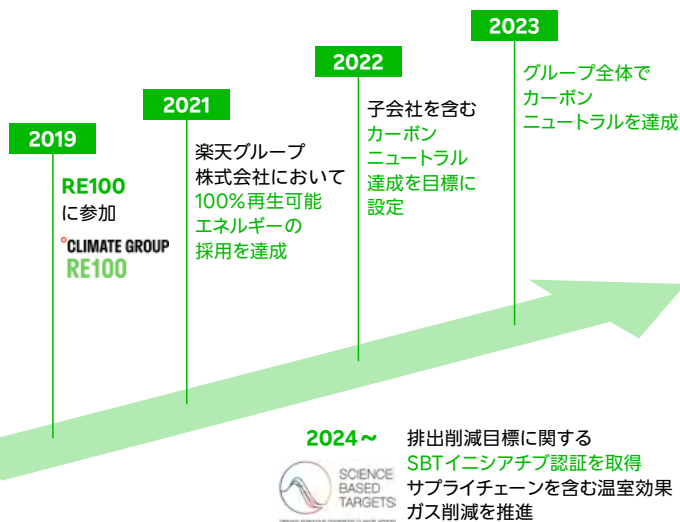 2019
RE100
に参加
°CLIMATE GROUP
RE100
2021
楽天グループ
株式会社において
100%再生可能
エネルギーの
採用を達成
2022
子会社を含む
カーボン
ニュートラル
達成を目標に
設定
2023
グループ全体で
カーボン
ニュートラルを達成
2024～
SCIENCE
BASED
TARGETS
排出削減目標に関する
SBTイニシアチブ認証を取得
サプライチェーンを含む温室効果
ガス削減を推進